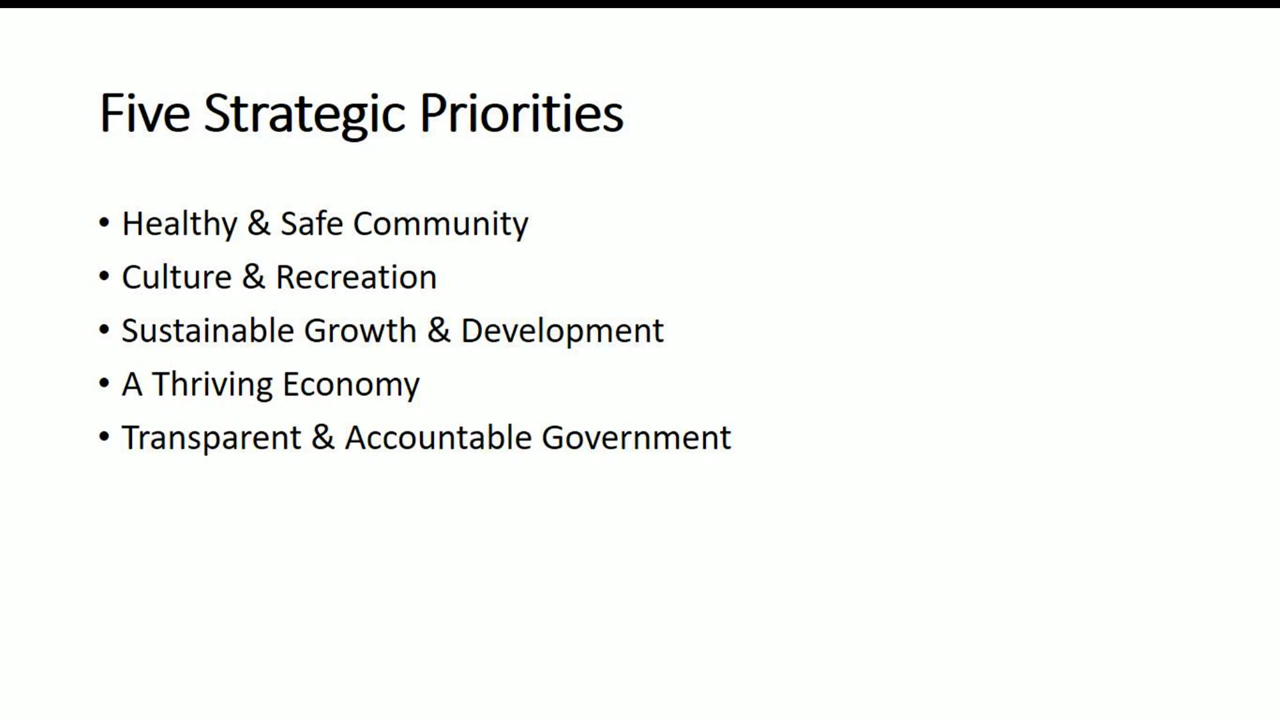 Five Strategic Priorities
• Healthy & Safe Community
• Culture & Recreation
• Sustainable Growth & Development
• A Thriving Economy
• Transparent & Accountable Government